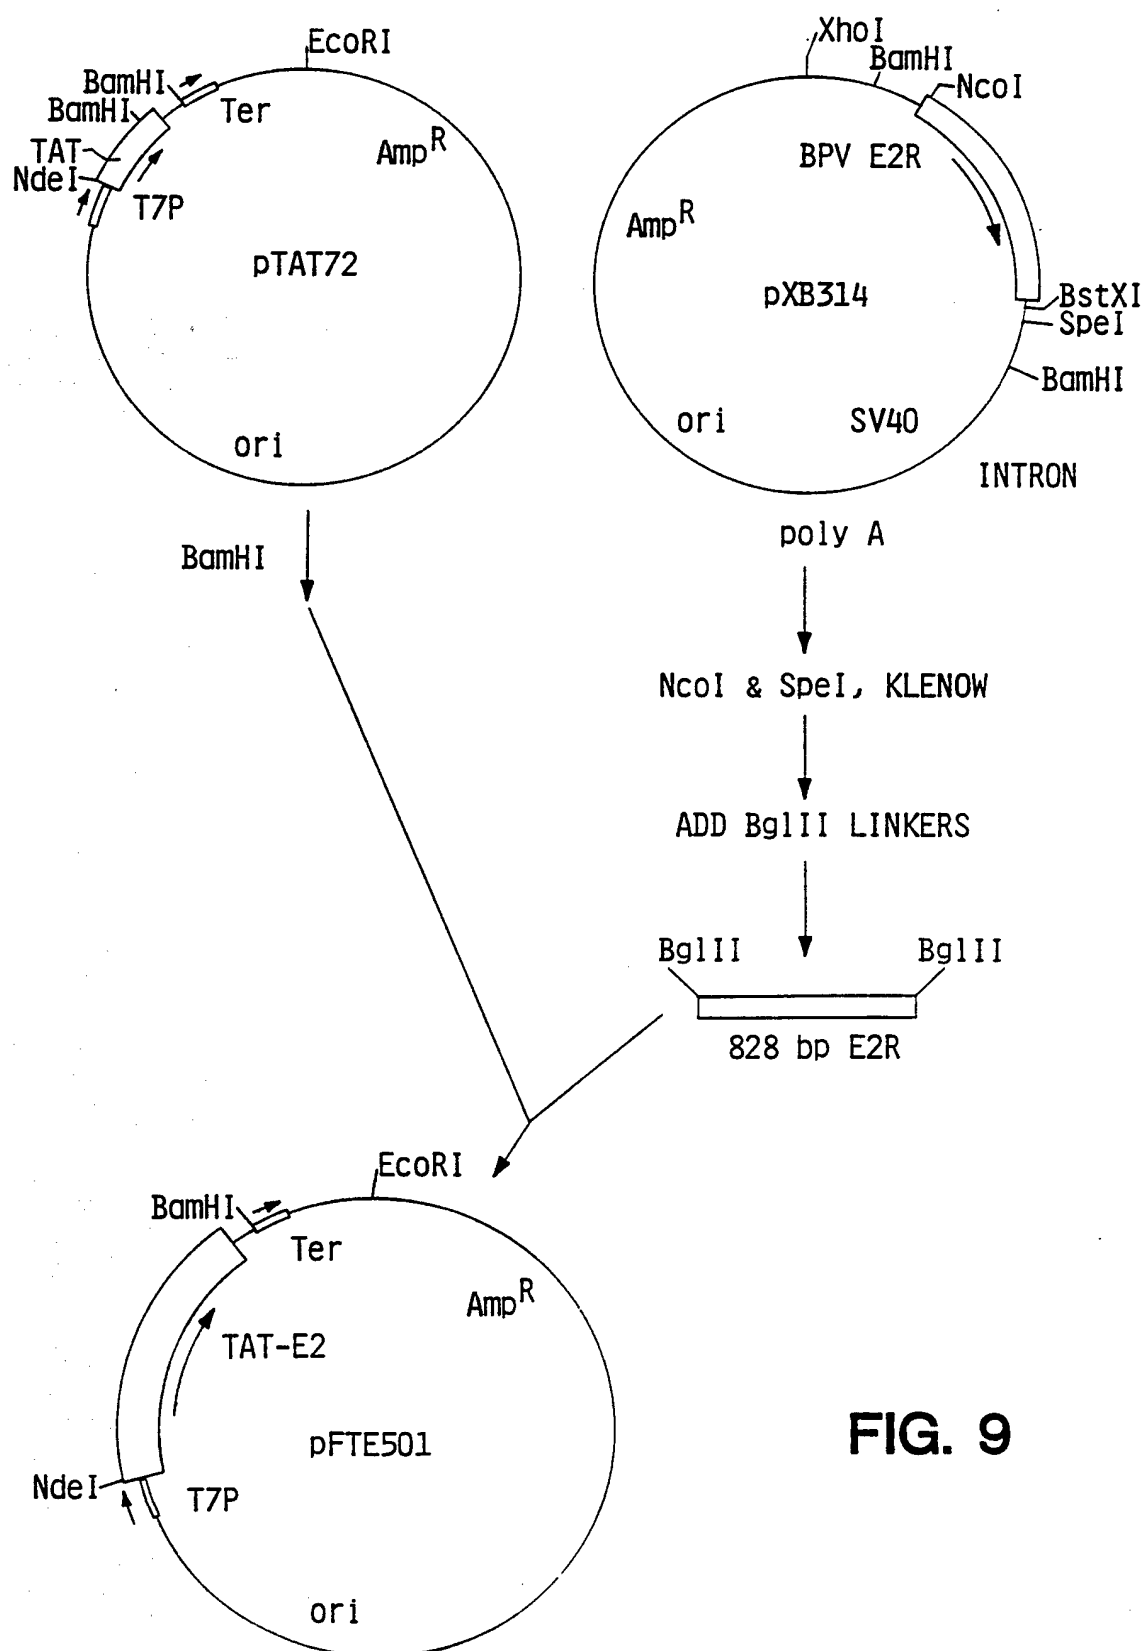 EcoRI
BamHI
BamHI
TAT
NdeI
Ter
T7P
Amp^R
pTAT72
ori
BamHI
XhoI
BamHI
NcoI
BPV E2R
Amp^R
pXB314
BstXI
SpeI
BamHI
ori
SV40
INTRON
poly A
NcoI & SpeI, KLENOW
ADD BglII LINKERS
BglII
BglII
828 bp E2R
EcoRI
BamHI
Ter
Amp^R
TAT-E2
pFTE501
NdeI
T7P
ori
FIG. 9